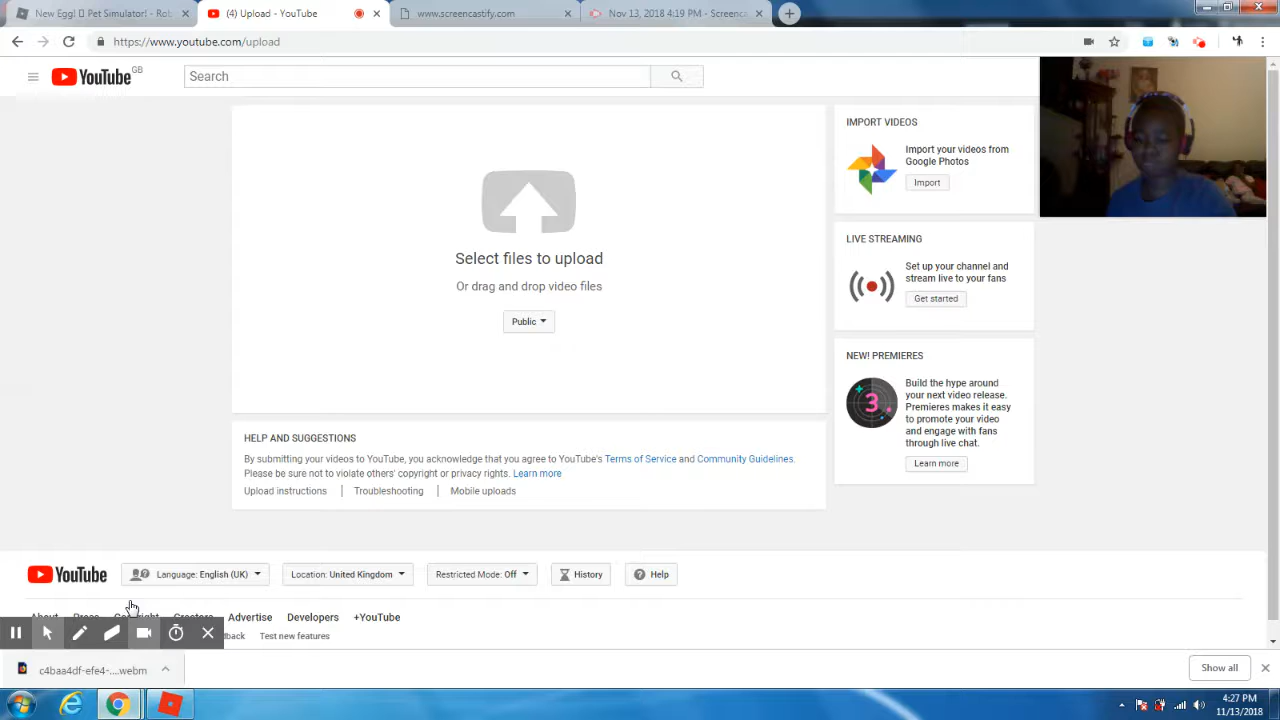 New Egg! 🥚 Pet Simulator! - Rob
(4) Upload - YouTube
www.screencastify.com
Nov 13, 2018 4:19 PM - Screenc
https://www.youtube.com/upload
YouTube GB
Search
Select files to upload
Or drag and drop video files
Public
IMPORT VIDEOS
Import your videos from
Google Photos
Import
LIVE STREAMING
Set up your channel and
stream live to your fans
Get started
NEW! PREMIERES
3
Build the hype around
your next video release.
Premieres makes it easy
to promote your video
and engage with fans
through live chat.
Learn more
HELP AND SUGGESTIONS
By submitting your videos to YouTube, you acknowledge that you agree to YouTube's Terms of Service and Community Guidelines.
Please be sure not to violate others' copyright or privacy rights. Learn more
Upload instructions
Troubleshooting
Mobile uploads
YouTube
Language: English (UK)
Location: United Kingdom
Restricted Mode: Off
History
Help
About Press Copyright Creators Advertise Developers +YouTube
dback Test new features
c4baa4df-efe4-....webm
Show all
4:27 PM
11/13/2018